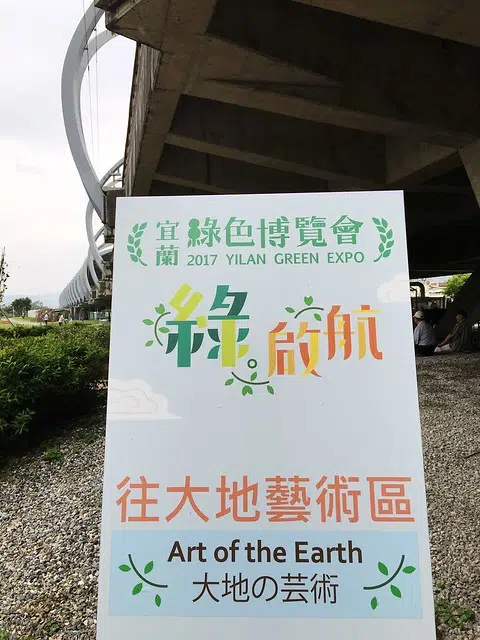 宜蘭 綠色博覽會
2017 YILAN GREEN EXPO
綠。啟航
往大地藝術區
Art of the Earth
大地の芸術